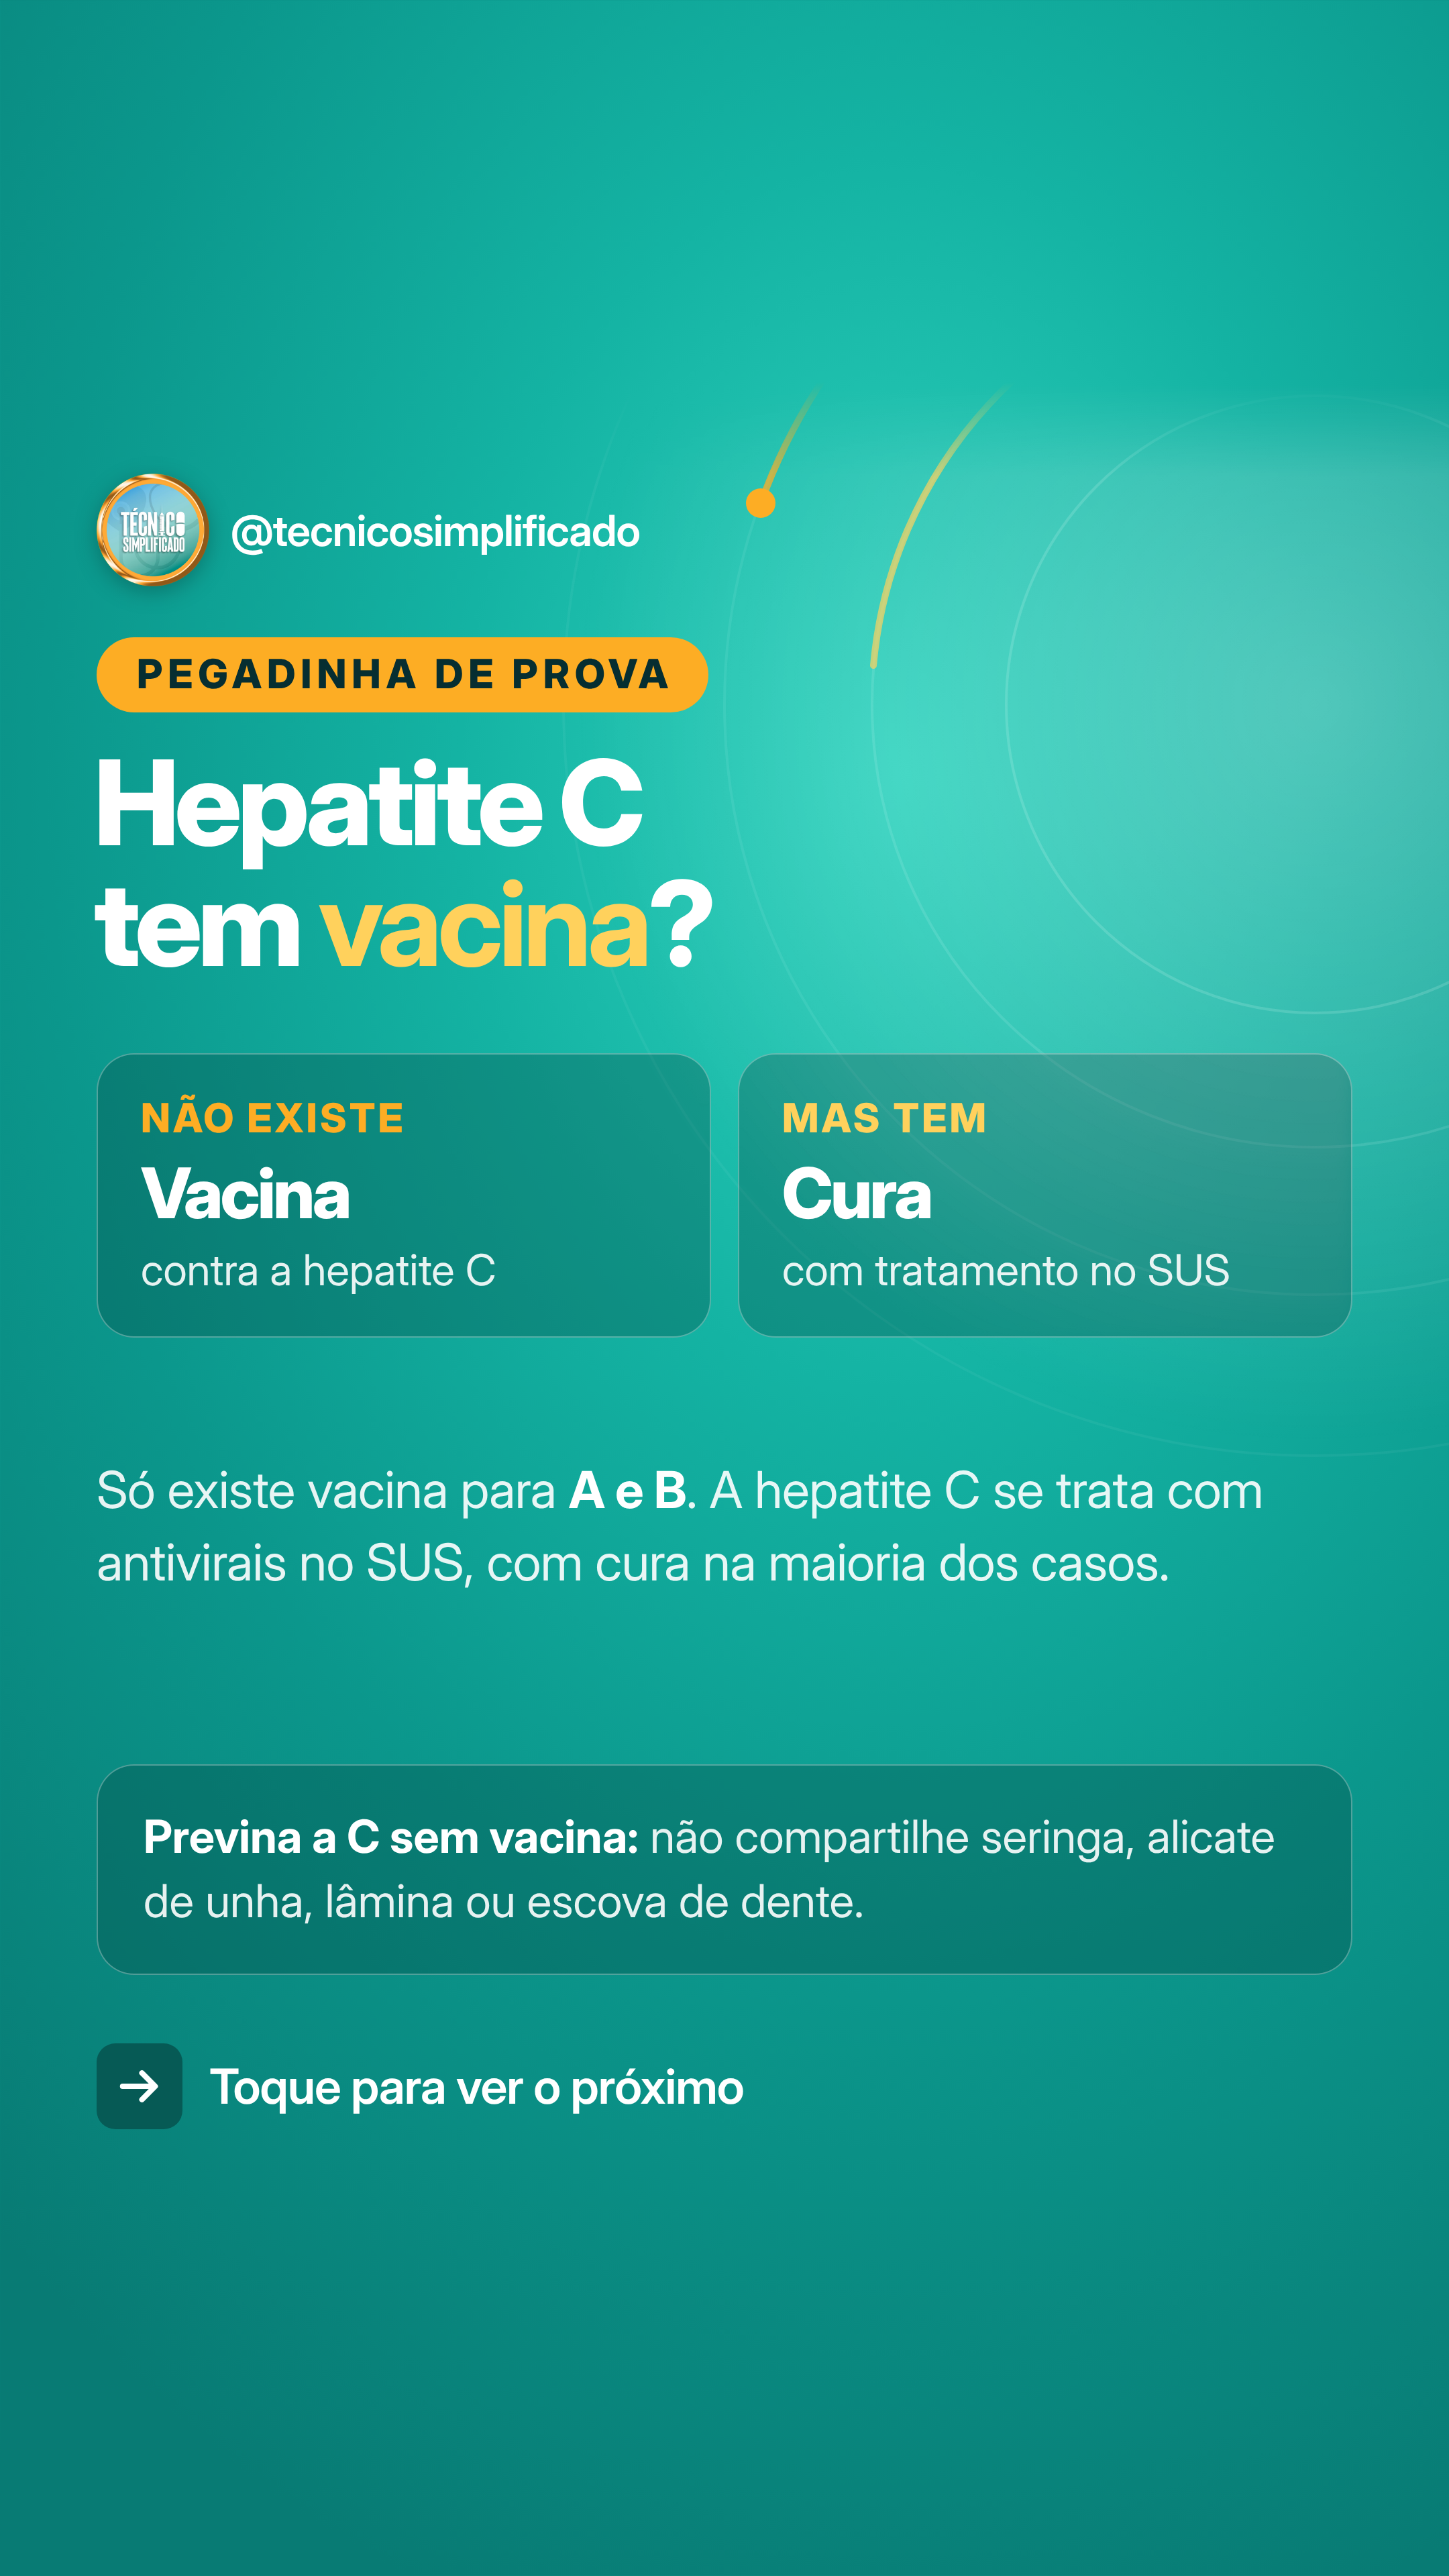 TÉCNICO
SIMPLIFICADO
@tecnicosimplificado
PEGADINHA DE PROVA
Hepatite C
tem vacina?
NÃO EXISTE
Vacina
contra a hepatite C
MAS TEM
Cura
com tratamento no SUS
Só existe vacina para A e B. A hepatite C se trata com
antivirais no SUS, com cura na maioria dos casos.
Previna a C sem vacina: não compartilhe seringa, alicate
de unha, lâmina ou escova de dente.
Toque para ver o próximo